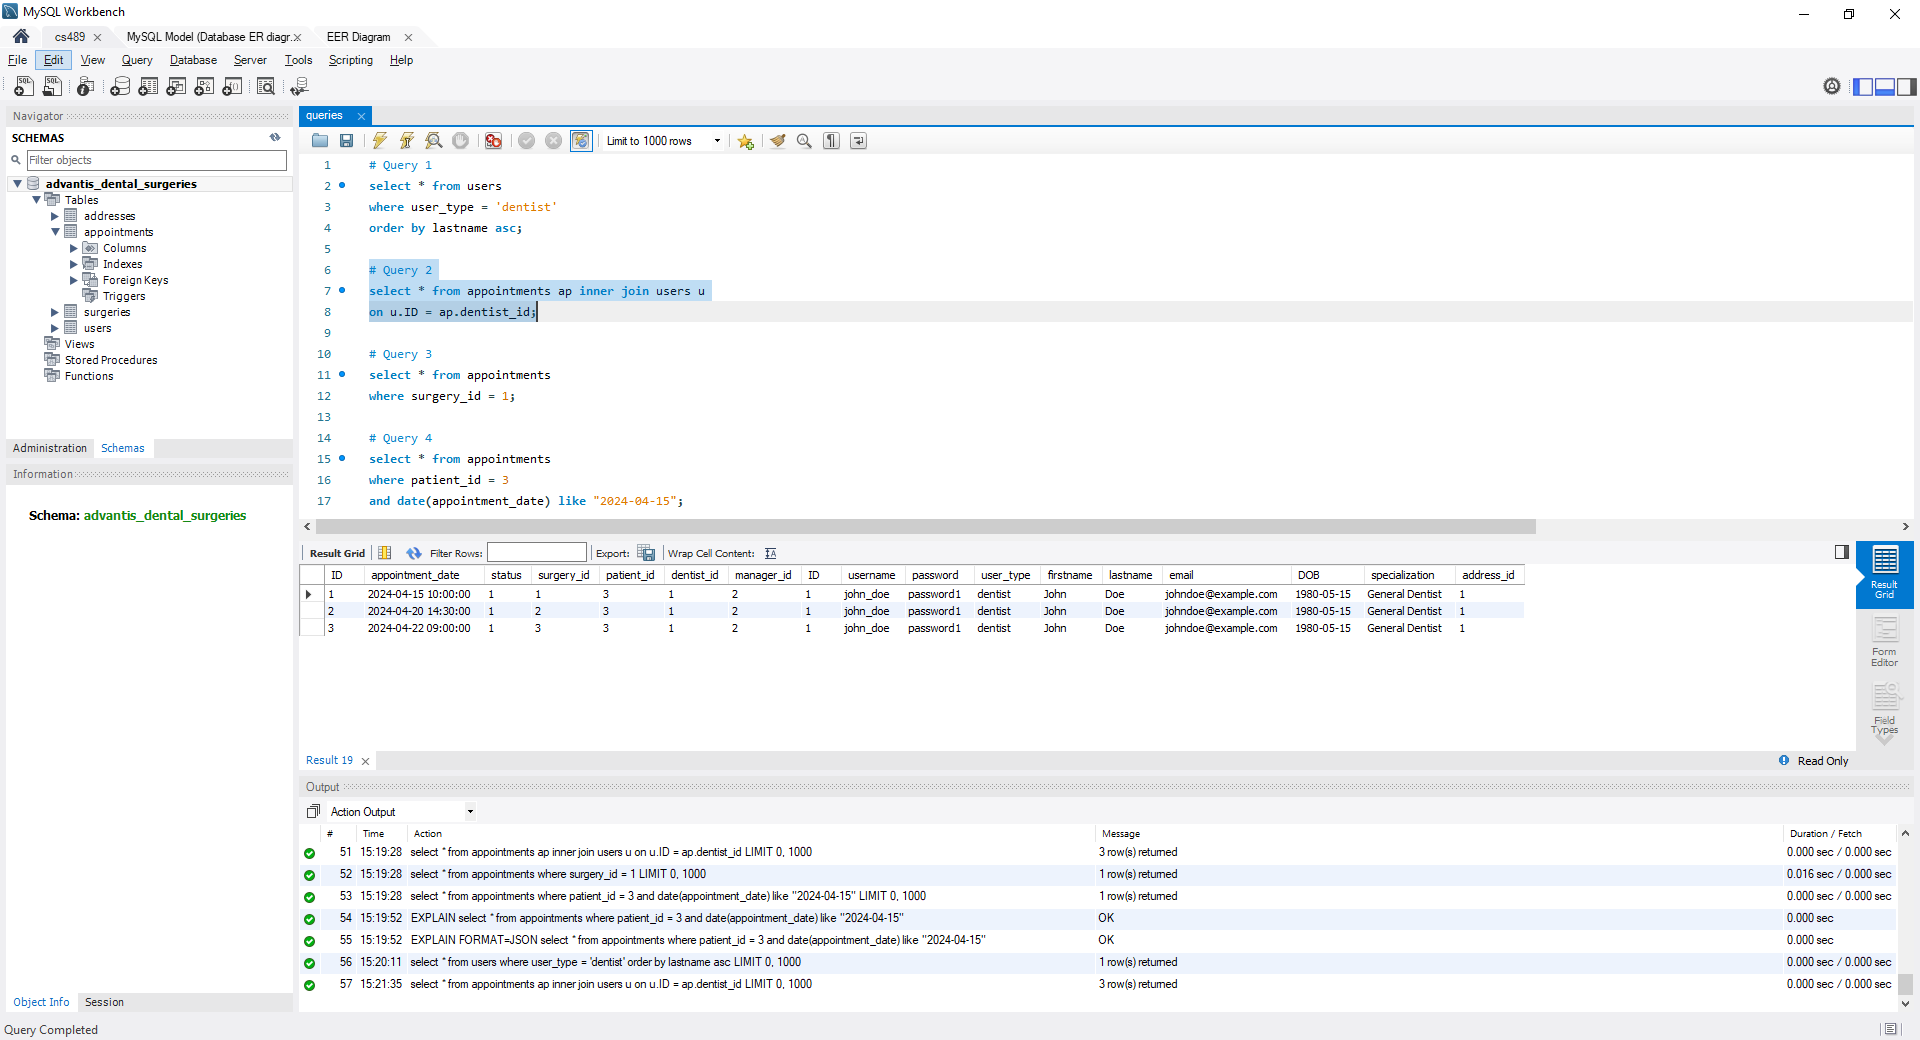 MySQL Workbench
cs489
MySQL Model (Database ER diagr...
EER Diagram
File Edit View Query Database Server Tools Scripting Help
Navigator
SCHEMAS
Filter objects
advantis_dental_surgeries
Tables
addresses
appointments
Columns
Indexes
Foreign Keys
Triggers
surgeries
users
Views
Stored Procedures
Functions
Administration Schemas
Information
Schema: advantis_dental_surgeries
Object Info Session
Query Completed
queries
Limit to 1000 rows
1 # Query 1
2 select * from users
3 where user_type = 'dentist'
4 order by lastname asc;
5
6 # Query 2
7 select * from appointments ap inner join users u
8 on u.ID = ap.dentist_id;
9
10 # Query 3
11 select * from appointments
12 where surgery_id = 1;
13
14 # Query 4
15 select * from appointments
16 where patient_id = 3
17 and date(appointment_date) like "2024-04-15";
Result Grid Filter Rows: Export: Wrap Cell Content:
ID appointment_date status surgery_id patient_id dentist_id manager_id ID username password user_type firstname lastname email DOB specialization address_id
1 2024-04-15 10:00:00 1 1 3 1 2 1 john_doe password1 dentist John Doe johndoe@example.com 1980-05-15 General Dentist 1
2 2024-04-20 14:30:00 1 2 3 1 2 1 john_doe password1 dentist John Doe johndoe@example.com 1980-05-15 General Dentist 1
3 2024-04-22 09:00:00 1 3 3 1 2 1 john_doe password1 dentist John Doe johndoe@example.com 1980-05-15 General Dentist 1
Result Grid
Form Editor
Field Types
Result 19
Read Only
Output
Action Output
# Time Action Message Duration / Fetch
51 15:19:28 select * from appointments ap inner join users u on u.ID = ap.dentist_id LIMIT 0, 1000 3 row(s) returned 0.000 sec / 0.000 sec
52 15:19:28 select * from appointments where surgery_id = 1 LIMIT 0, 1000 1 row(s) returned 0.016 sec / 0.000 sec
53 15:19:28 select * from appointments where patient_id = 3 and date(appointment_date) like "2024-04-15" LIMIT 0, 1000 1 row(s) returned 0.000 sec / 0.000 sec
54 15:19:52 EXPLAIN select * from appointments where patient_id = 3 and date(appointment_date) like "2024-04-15" OK 0.000 sec
55 15:19:52 EXPLAIN FORMAT=JSON select * from appointments where patient_id = 3 and date(appointment_date) like "2024-04-15" OK 0.000 sec
56 15:20:11 select * from users where user_type = 'dentist' order by lastname asc LIMIT 0, 1000 1 row(s) returned 0.000 sec / 0.000 sec
57 15:21:35 select * from appointments ap inner join users u on u.ID = ap.dentist_id LIMIT 0, 1000 3 row(s) returned 0.000 sec / 0.000 sec